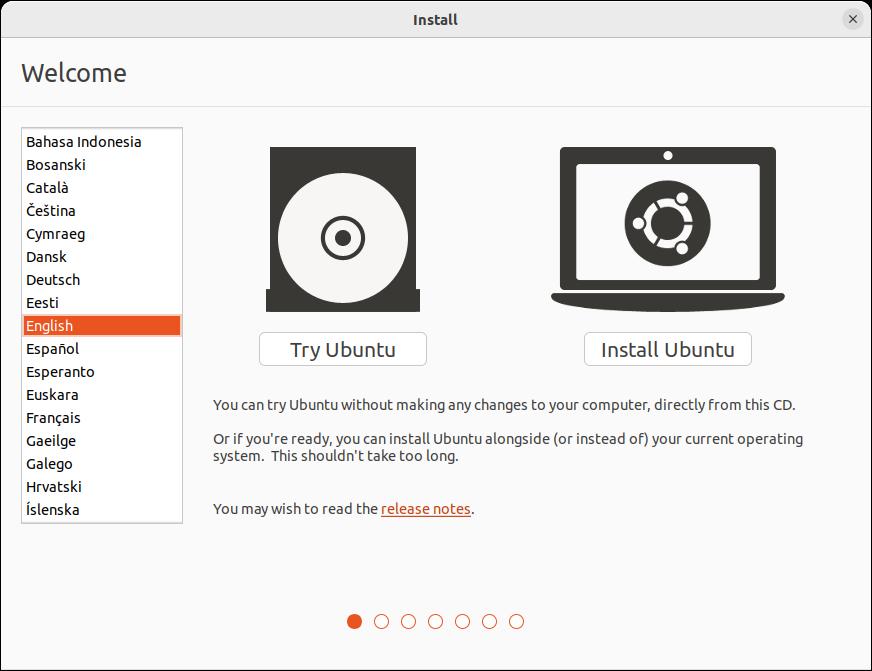 Install
Welcome
Bahasa Indonesia
Bosanski
Català
Čeština
Cymraeg
Dansk
Deutsch
Eesti
English
Español
Esperanto
Euskara
Français
Gaeilge
Galego
Hrvatski
Íslenska
Try Ubuntu
Install Ubuntu
You can try Ubuntu without making any changes to your computer, directly from this CD.
Or if you're ready, you can install Ubuntu alongside (or instead of) your current operating
system.  This shouldn't take too long.
You may wish to read the release notes.